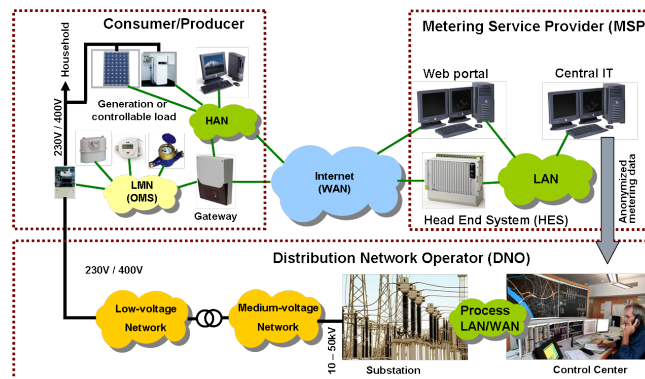 Consumer/Producer
Metering Service Provider (MSP
Household
230V / 400V
Generation or
controllable load
HAN
LMN
(OMS)
Gateway
Internet
(WAN)
Web portal
Central IT
LAN
Head End System (HES)
Anonymized
metering data
Distribution Network Operator (DNO)
230V / 400V
Low-voltage
Network
Medium-voltage
Network
10 – 50kV
Process
LAN/WAN
Substation
Control Center